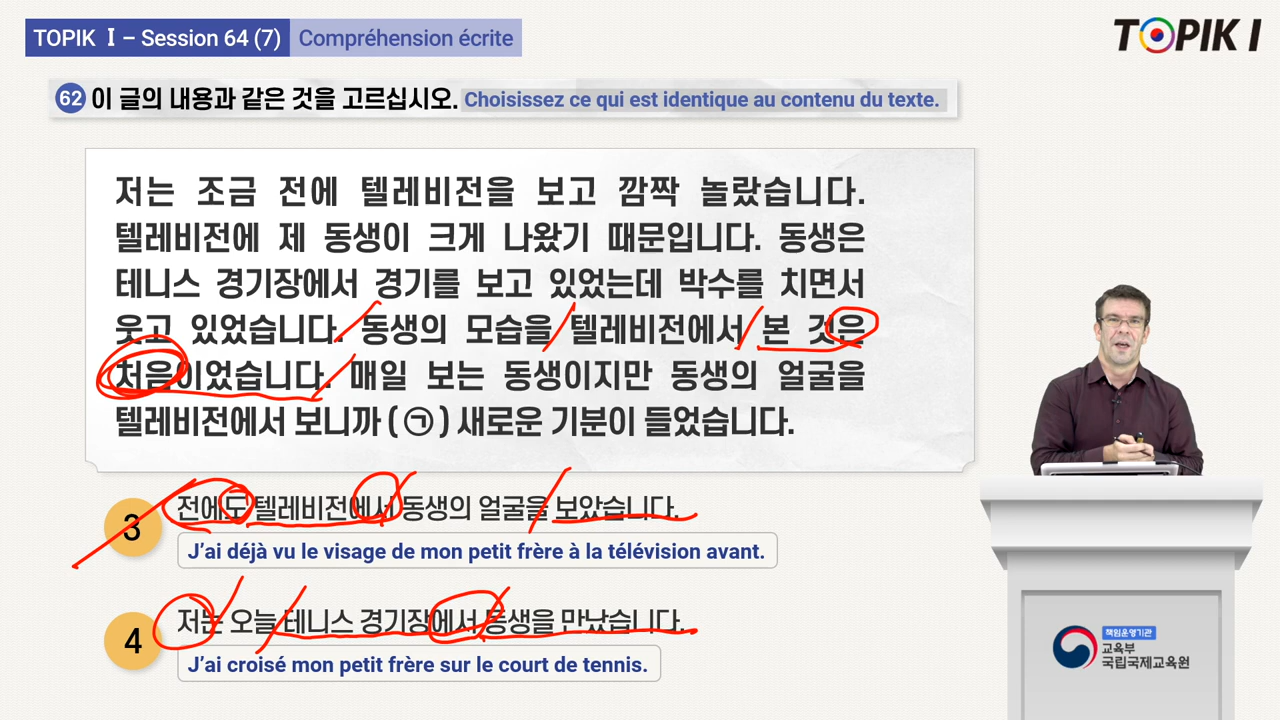 TOPIK Ⅰ – Session 64 (7) Compréhension écrite
TOPIK I
62 이 글의 내용과 같은 것을 고르십시오. Choisissez ce qui est identique au contenu du texte.
저는 조금 전에 텔레비전을 보고 깜짝 놀랐습니다.
텔레비전에 제 동생이 크게 나왔기 때문입니다. 동생은
테니스 경기장에서 경기를 보고 있었는데 박수를 치면서
웃고 있었습니다. 동생의 모습을 텔레비전에서 본 것은
처음이었습니다. 매일 보는 동생이지만 동생의 얼굴을
텔레비전에서 보니까 ( ㉠ ) 새로운 기분이 들었습니다.
3 전에도 텔레비전에서 동생의 얼굴을 보았습니다.
J'ai déjà vu le visage de mon petit frère à la télévision avant.
4 저는 오늘 테니스 경기장에서 동생을 만났습니다.
J'ai croisé mon petit frère sur le court de tennis.
책임운영기관
교육부
국립국제교육원